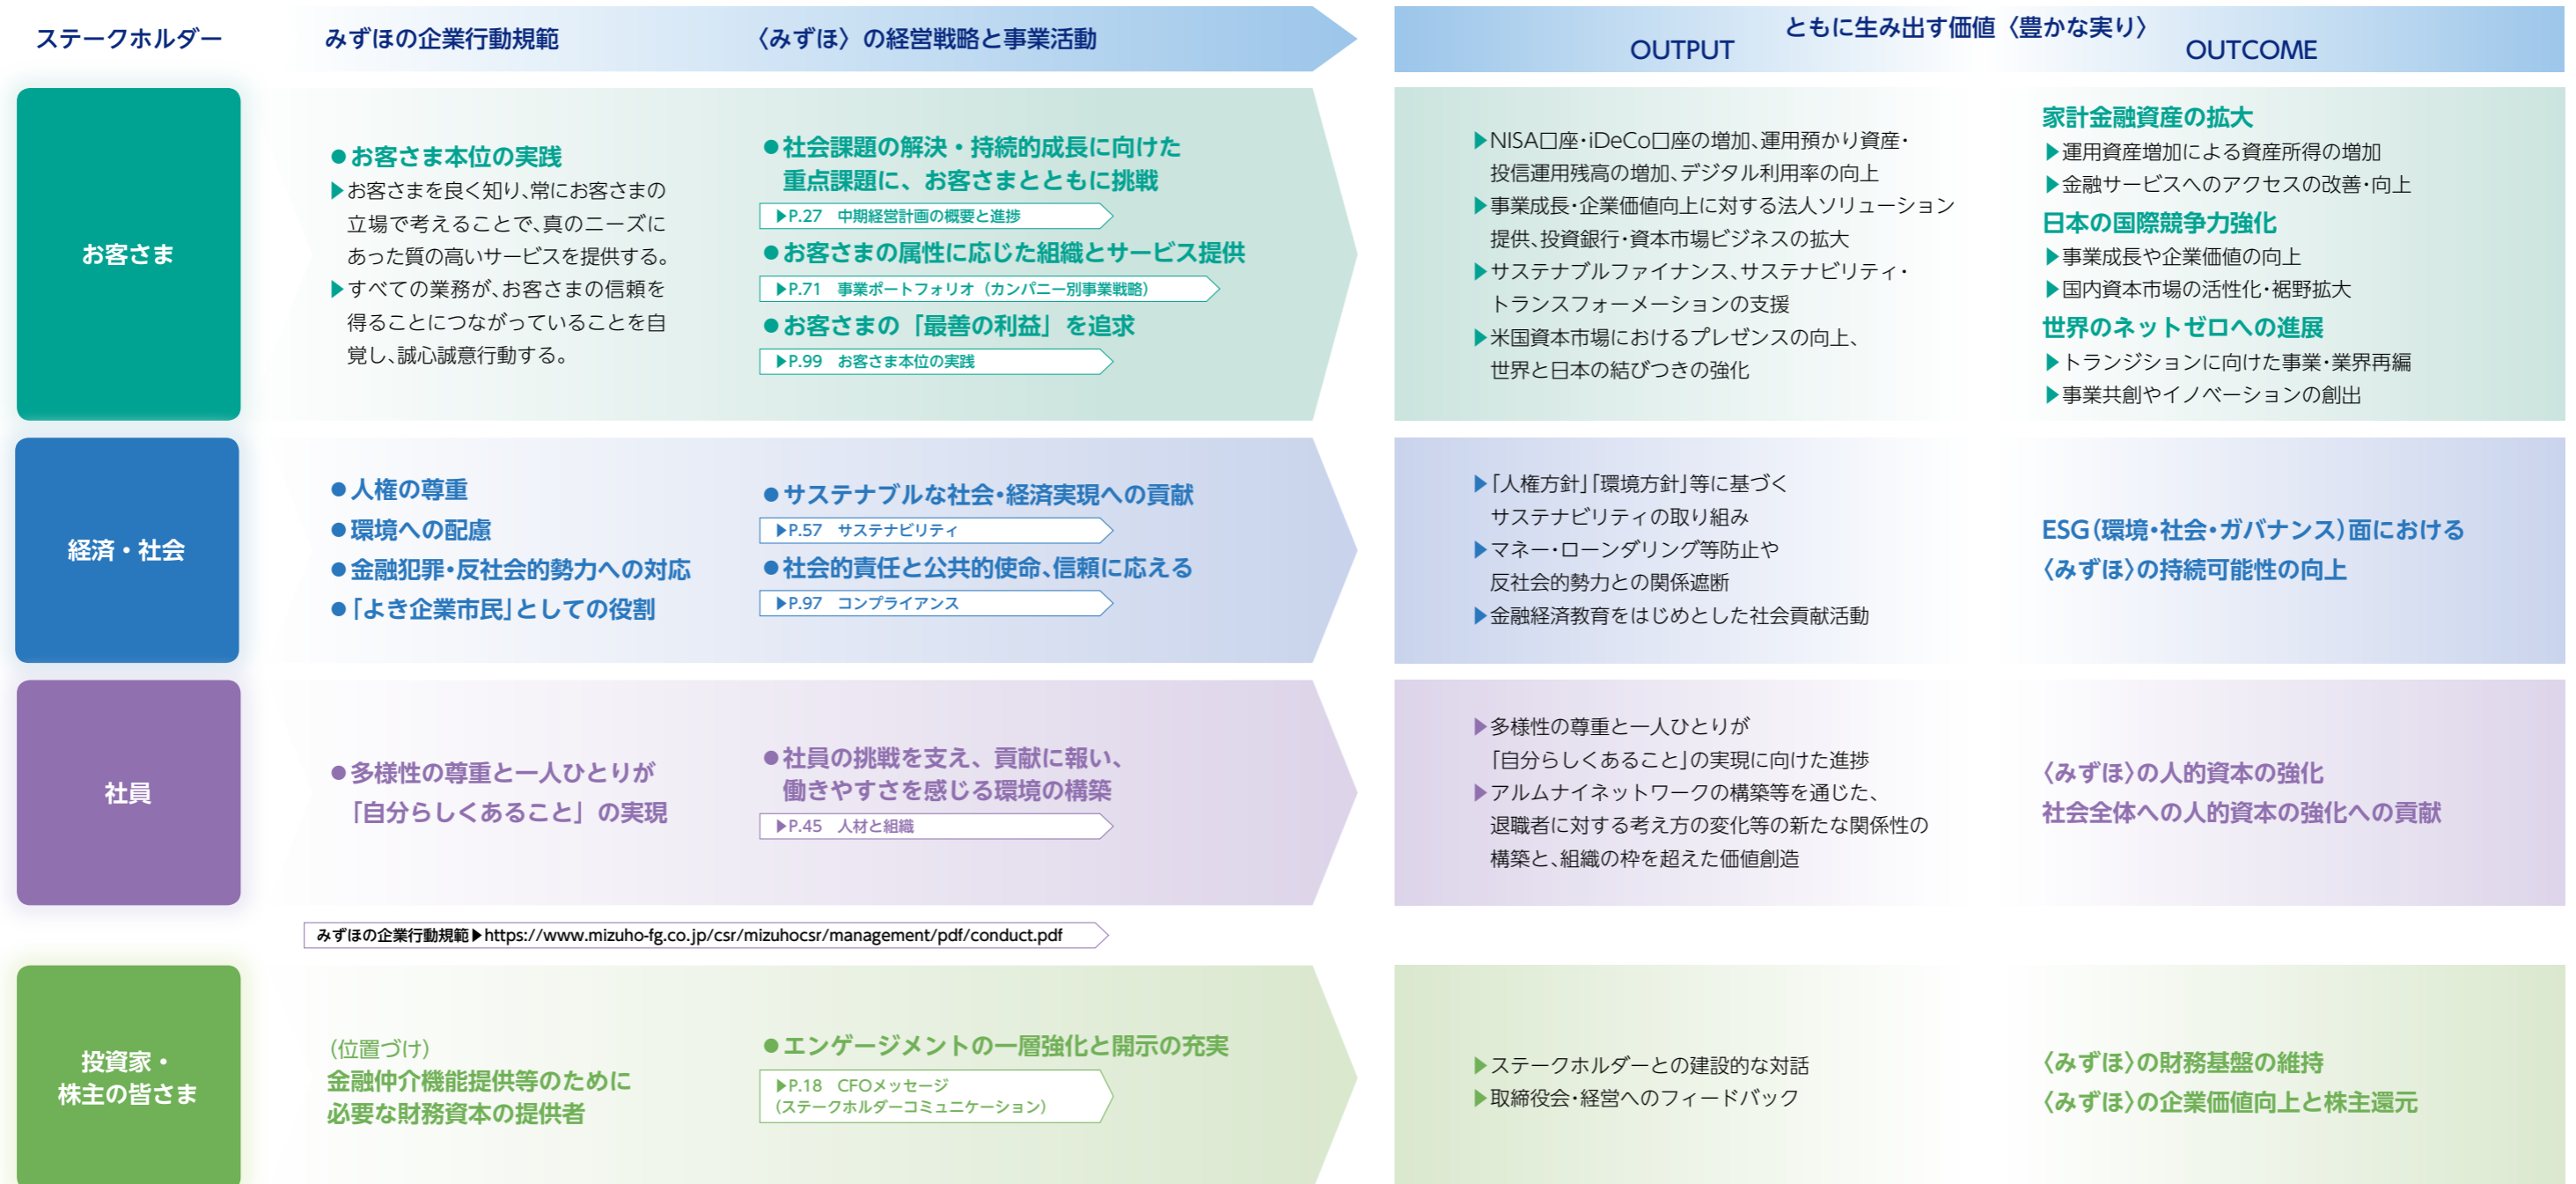 ステークホルダー
みずほの企業行動規範
〈みずほ〉の経営戦略と事業活動
ともに生み出す価値〈豊かな実り〉
OUTPUT
OUTCOME
お客さま
●お客さま本位の実践
▶お客さまを良く知り、常にお客さまの
立場で考えることで、真のニーズに
あった質の高いサービスを提供する。
▶すべての業務が、お客さまの信頼を
得ることにつながっていることを自
覚し、誠心誠意行動する。
●社会課題の解決・持続的成長に向けた
重点課題に、お客さまとともに挑戦
▶P.27 中期経営計画の概要と進捗
●お客さまの属性に応じた組織とサービス提供
▶P.71 事業ポートフォリオ（カンパニー別事業戦略）
●お客さまの「最善の利益」を追求
▶P.99 お客さま本位の実践
▶NISA口座・iDeCo口座の増加、運用預かり資産・
投信運用残高の増加、デジタル利用率の向上
▶事業成長・企業価値向上に対する法人ソリューション
提供、投資銀行・資本市場ビジネスの拡大
▶サステナブルファイナンス、サステナビリティ・
トランスフォーメーションの支援
▶米国資本市場におけるプレゼンスの向上、
世界と日本の結びつきの強化
家計金融資産の拡大
▶運用資産増加による資産所得の増加
▶金融サービスへのアクセスの改善・向上
日本の国際競争力強化
▶事業成長や企業価値の向上
▶国内資本市場の活性化・裾野拡大
世界のネットゼロへの進展
▶トランジションに向けた事業・業界再編
▶事業共創やイノベーションの創出
経済・社会
●人権の尊重
●環境への配慮
●金融犯罪・反社会的勢力への対応
●「よき企業市民」としての役割
●サステナブルな社会・経済実現への貢献
▶P.57 サステナビリティ
●社会的責任と公共的使命、信頼に応える
▶P.97 コンプライアンス
▶「人権方針」「環境方針」等に基づく
サステナビリティの取り組み
▶マネー・ローンダリング等防止や
反社会的勢力との関係遮断
▶金融経済教育をはじめとした社会貢献活動
ESG（環境・社会・ガバナンス）面における
〈みずほ〉の持続可能性の向上
社員
●多様性の尊重と一人ひとりが
「自分らしくあること」の実現
●社員の挑戦を支え、貢献に報い、
働きやすさを感じる環境の構築
▶P.45 人材と組織
▶多様性の尊重と一人ひとりが
「自分らしくあること」の実現に向けた進捗
▶アルムナイネットワークの構築等を通じた、
退職者に対する考え方の変化等の新たな関係性の
構築と、組織の枠を超えた価値創造
〈みずほ〉の人的資本の強化
社会全体への人的資本の強化への貢献
みずほの企業行動規範▶https://www.mizuho-fg.co.jp/csr/mizuhocsr/management/pdf/conduct.pdf
投資家・
株主の皆さま
（位置づけ）
金融仲介機能提供等のために
必要な財務資本の提供者
●エンゲージメントの一層強化と開示の充実
▶P.18 CFOメッセージ
（ステークホルダーコミュニケーション）
▶ステークホルダーとの建設的な対話
▶取締役会・経営へのフィードバック
〈みずほ〉の財務基盤の維持
〈みずほ〉の企業価値向上と株主還元